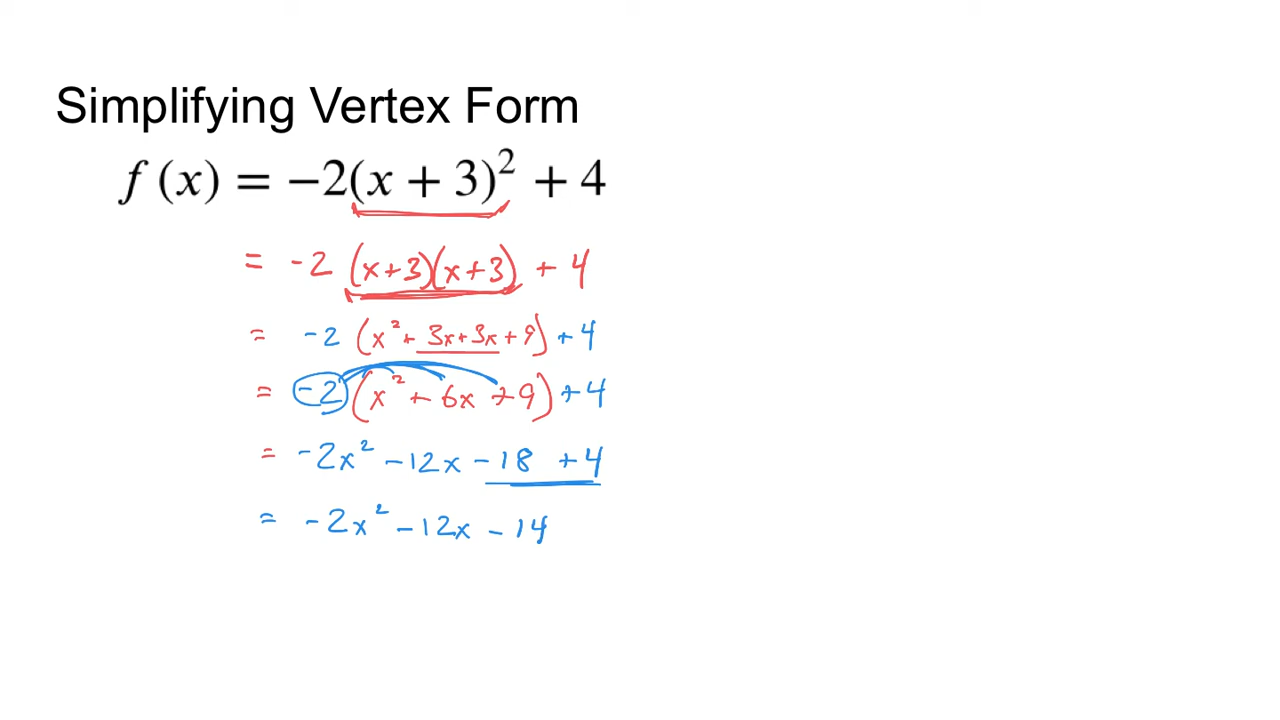 Simplifying Vertex Form
f (x) = −2(x + 3)² + 4
= -2 (x+3)(x+3) + 4
= -2 (x² + 3x+3x + 9) + 4
= -2 (x² + 6x + 9) + 4
= -2x² - 12x - 18 + 4
= -2x² - 12x - 14